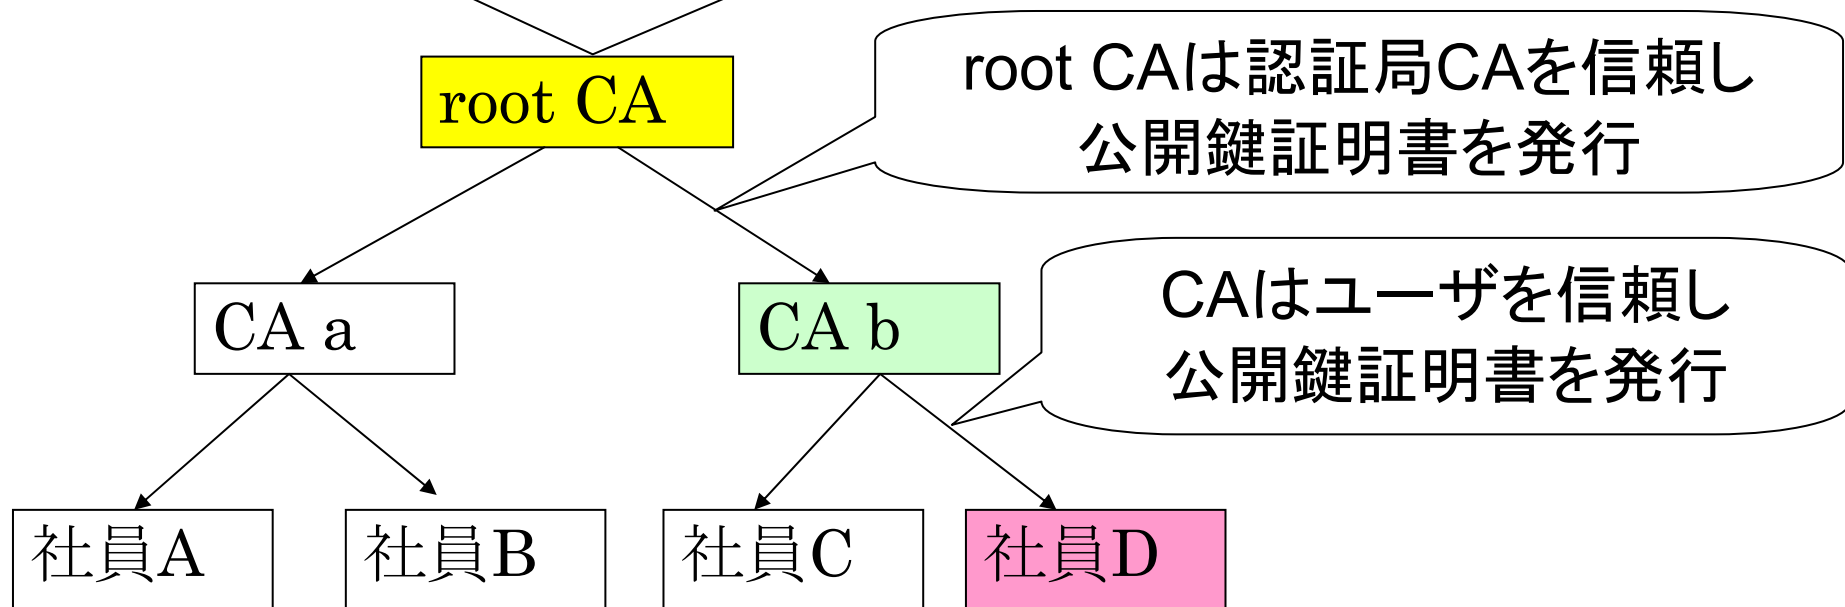 root CA
root CAは認証局CAを信頼し
公開鍵証明書を発行
CA a
CA b
CAはユーザを信頼し
公開鍵証明書を発行
社員A
社員B
社員C
社員D